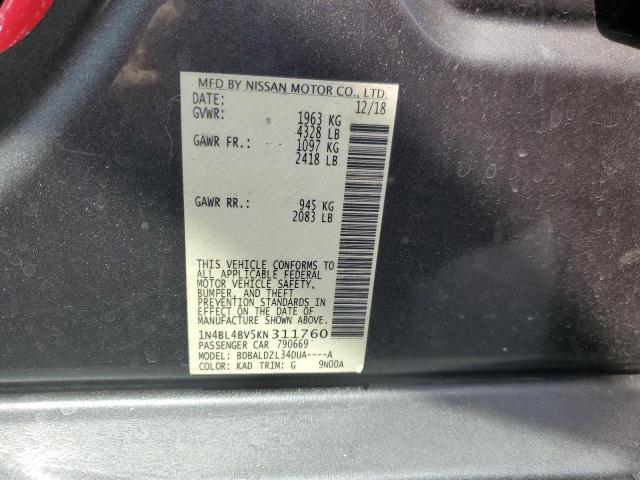 MFD BY NISSAN MOTOR CO., LTD.
DATE: 12/18
GVWR: 1963 KG
4328 LB
GAWR FR.: 1097 KG
2418 LB
GAWR RR.: 945 KG
2083 LB
THIS VEHICLE CONFORMS TO
ALL APPLICABLE FEDERAL
MOTOR VEHICLE SAFETY,
BUMPER, AND THEFT
PREVENTION STANDARDS IN
EFFECT ON THE DATE OF
MANUFACTURE SHOWN ABOVE.
1N4BL4BV5KN311760
PASSENGER CAR 790669
MODEL: BDBALDZL34DUA----A
COLOR: KAD TRIM: G 9N00A